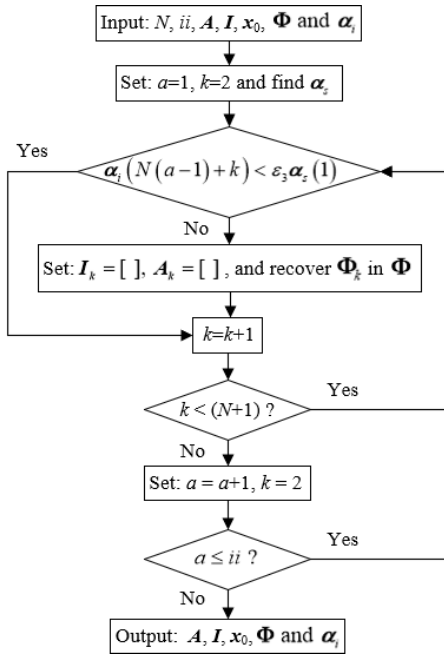 Input: N, ii, A, I, x₀, Φ and αᵢ
Set: a=1, k=2 and find αₛ
Yes
αᵢ(N(a−1)+k)<ε₃αₛ(1)
No
Set: Iₖ = [ ], Aₖ = [ ], and recover Φₖ in Φ
k=k+1
k < (N+1) ?
Yes
No
Set: a = a+1, k = 2
a ≤ ii ?
Yes
No
Output: A, I, x₀, Φ and αᵢ